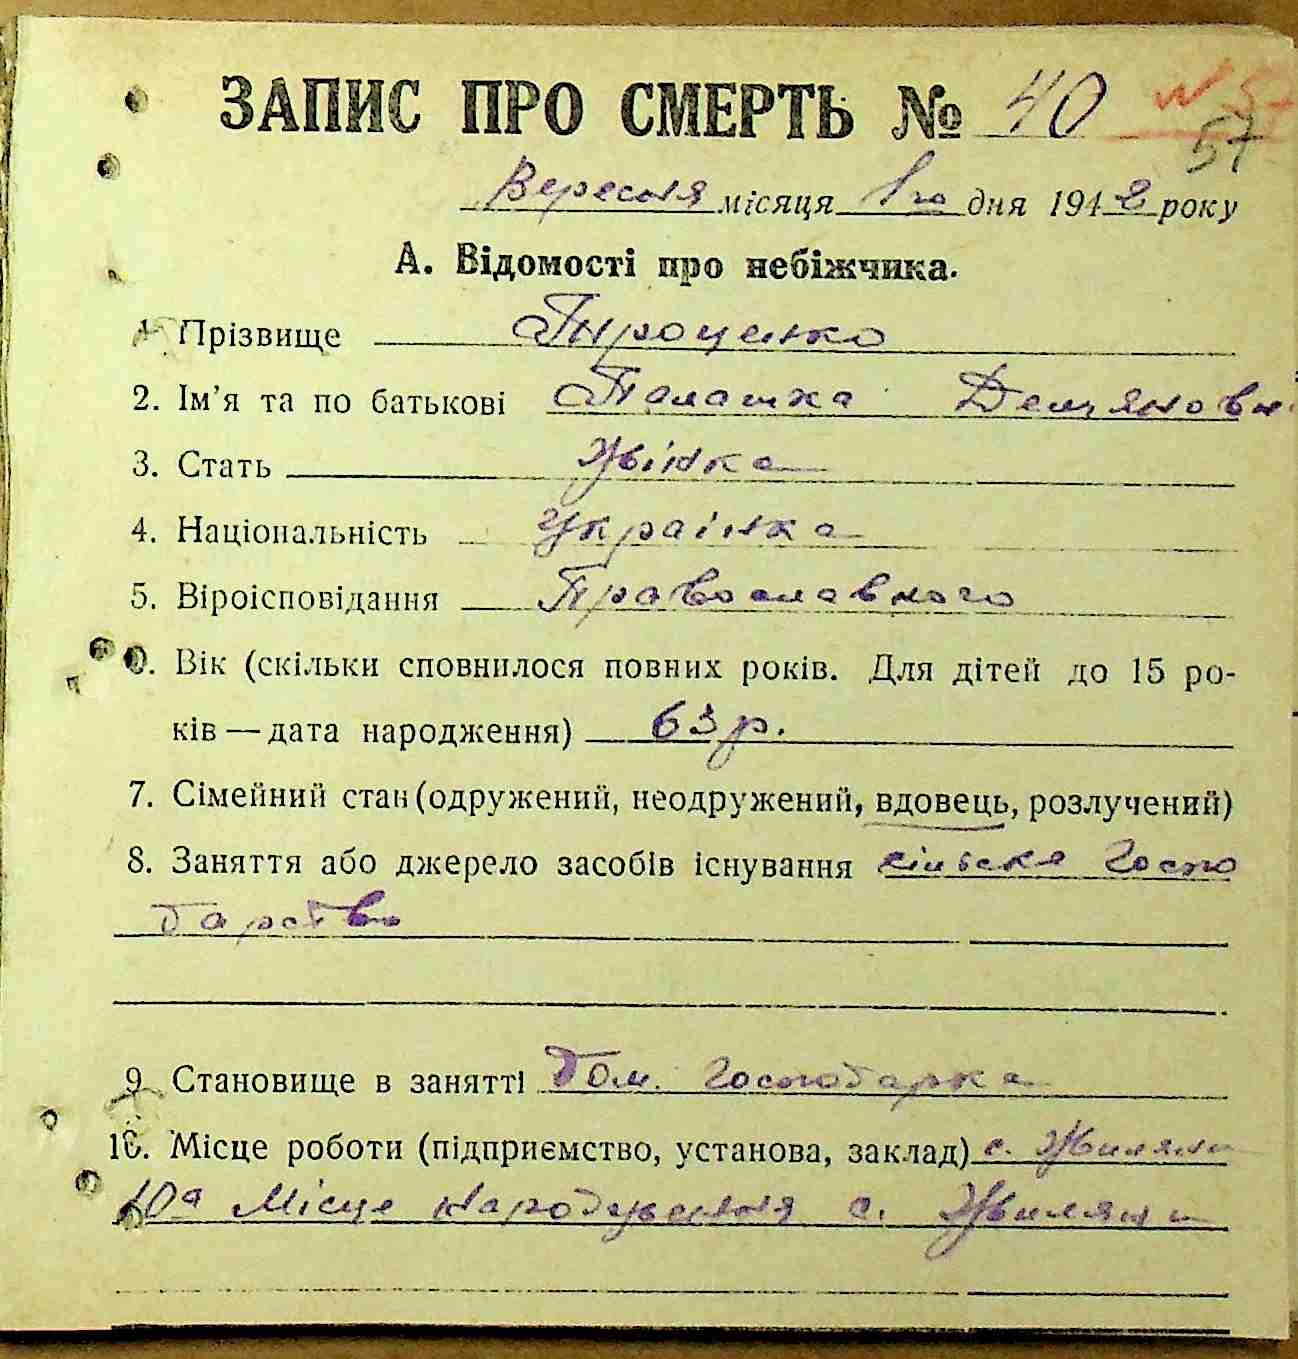 ЗАПИС ПРО СМЕРТЬ № 40 N 57
57
Вересня місяця 1го дня 1942 року
А. Відомості про небіжчика.
1. Прізвище Проценко
2. Ім’я та по батькові Палашка Демяновн
3. Стать жінка
4. Національність Українка
5. Віроісповідання Православного
6. Вік (скільки сповнилося повних років. Для дітей до 15 ро-
ків — дата народження) 63 р.
7. Сімейний стан (одружений, неодружений, вдовець, розлучений)
8. Заняття або джерело засобів існування сільске госпо
дарство
9 Становище в занятті Дом. господарка
10. Місце роботи (підприємство, установа, заклад) с. Жиляни
10а Місце народження с. Жиляни